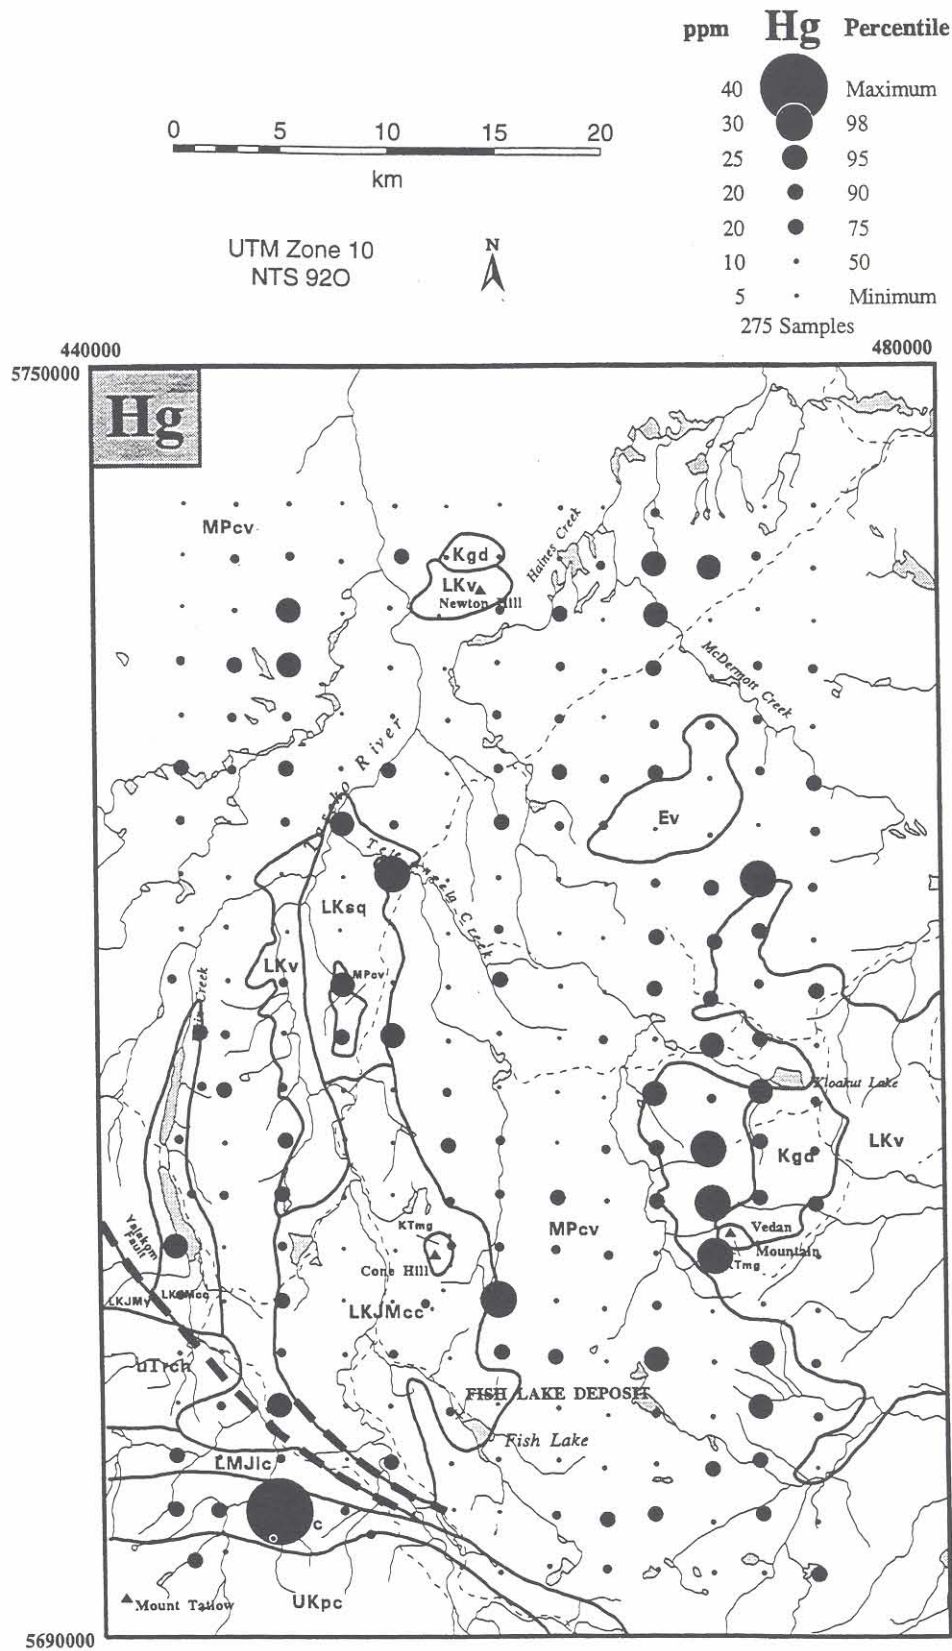 ppm Hg Percentile
40 Maximum
30 98
25 95
20 90
20 75
10 50
5 Minimum
275 Samples
0 5 10 15 20
km
UTM Zone 10
NTS 92O
N
440000 480000
5750000
Hg
MPcv
Kgd
LKv
Newton Hill
Haines Creek
McDermott Creek
River
Ev
Creek
LKsq
LKv
MPcv
Creek
Kloakut Lake
Kgd
LKv
MPcv
KTmg
Cone Hill
Vedan
Mountain
KTmg
Yalakom
Fault
LKJMv
LKJMcc
LKJMcc
uTrch
FISH LAKE DEPOSIT
Fish Lake
LMJlc
c
UKpc
Mount Tatlow
5690000